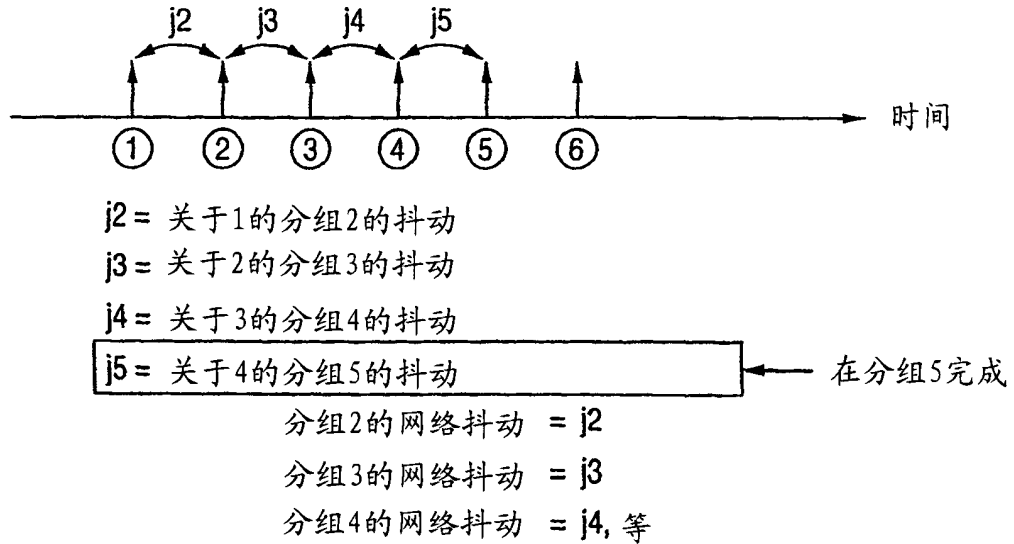 j2 j3 j4 j5
时间
① ② ③ ④ ⑤ ⑥
j2 = 关于1的分组2的抖动
j3 = 关于2的分组3的抖动
j4 = 关于3的分组4的抖动
j5 = 关于4的分组5的抖动
在分组5完成
分组2的网络抖动 = j2
分组3的网络抖动 = j3
分组4的网络抖动 = j4, 等